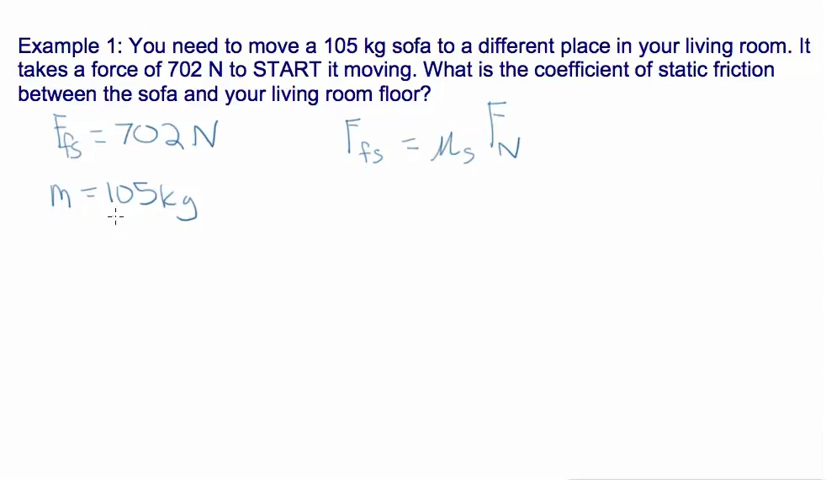 Example 1: You need to move a 105 kg sofa to a different place in your living room. It
takes a force of 702 N to START it moving. What is the coefficient of static friction
between the sofa and your living room floor?
Ffs = 702 N
Ffs = μs FN
m = 105 kg